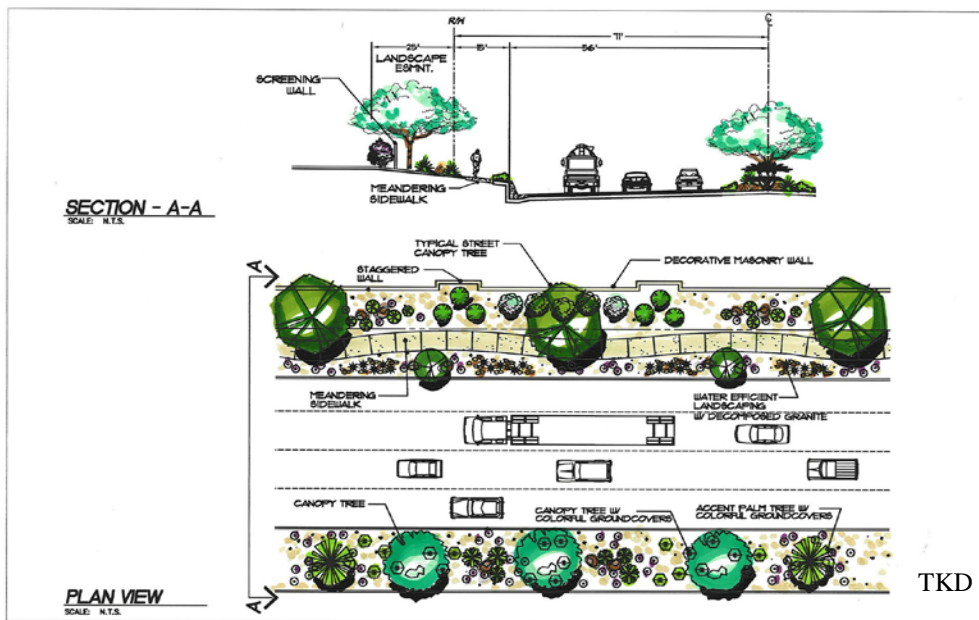 R/W
C
71'
25'
15'
56'
LANDSCAPE
ESMNT.
SCREENING
WALL
MEANDERING
SIDEWALK
SECTION - A-A
SCALE: N.T.S.
TYPICAL STREET
CANOPY TREE
DECORATIVE MASONRY WALL
STAGGERED
WALL
A
MEANDERING
SIDEWALK
WATER EFFICIENT
LANDSCAPING
W/ DECOMPOSED GRANITE
CANOPY TREE
CANOPY TREE W/
COLORFUL GROUNDCOVERS
ACCENT PALM TREE W/
COLORFUL GROUNDCOVERS
A
PLAN VIEW
SCALE: N.T.S.
TKD